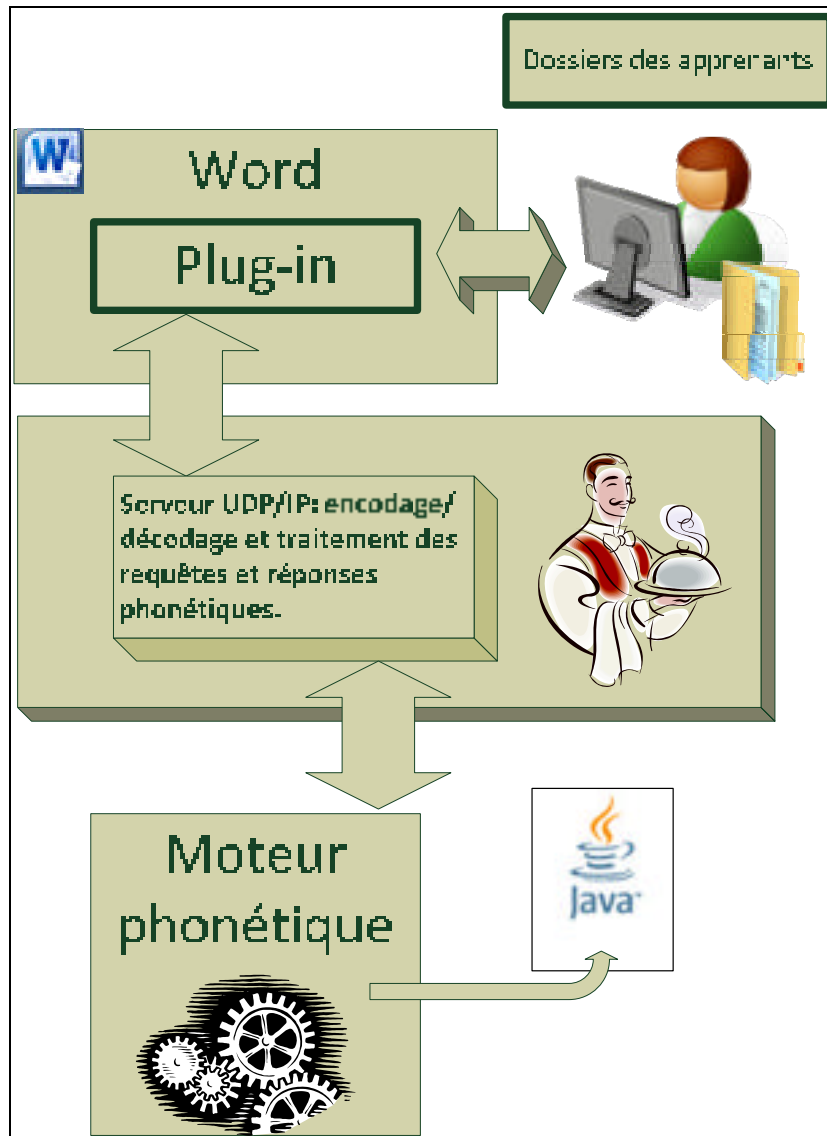 Dossiers des apprenants
W
Word
Plug-in
Serveur UDP/IP: encodage/
décodage et traitement des
requêtes et réponses
phonétiques.
Moteur
phonétique
Java